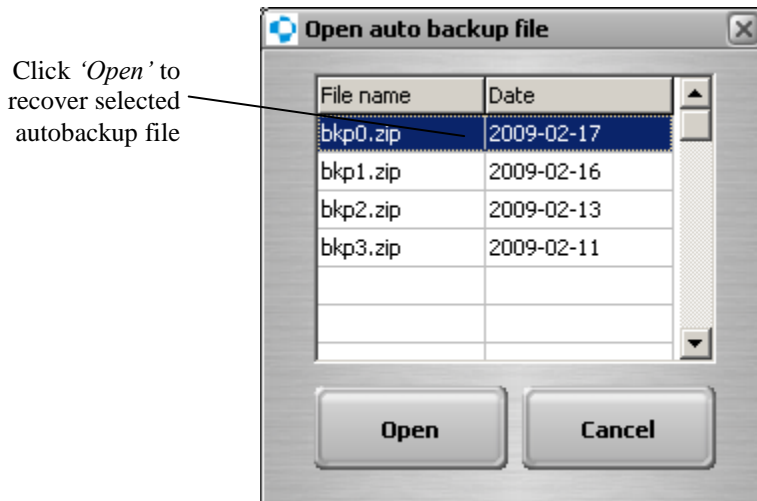 Open auto backup file
Click ‘Open’ to
recover selected
autobackup file
File name Date
bkp0.zip 2009-02-17
bkp1.zip 2009-02-16
bkp2.zip 2009-02-13
bkp3.zip 2009-02-11
Open Cancel